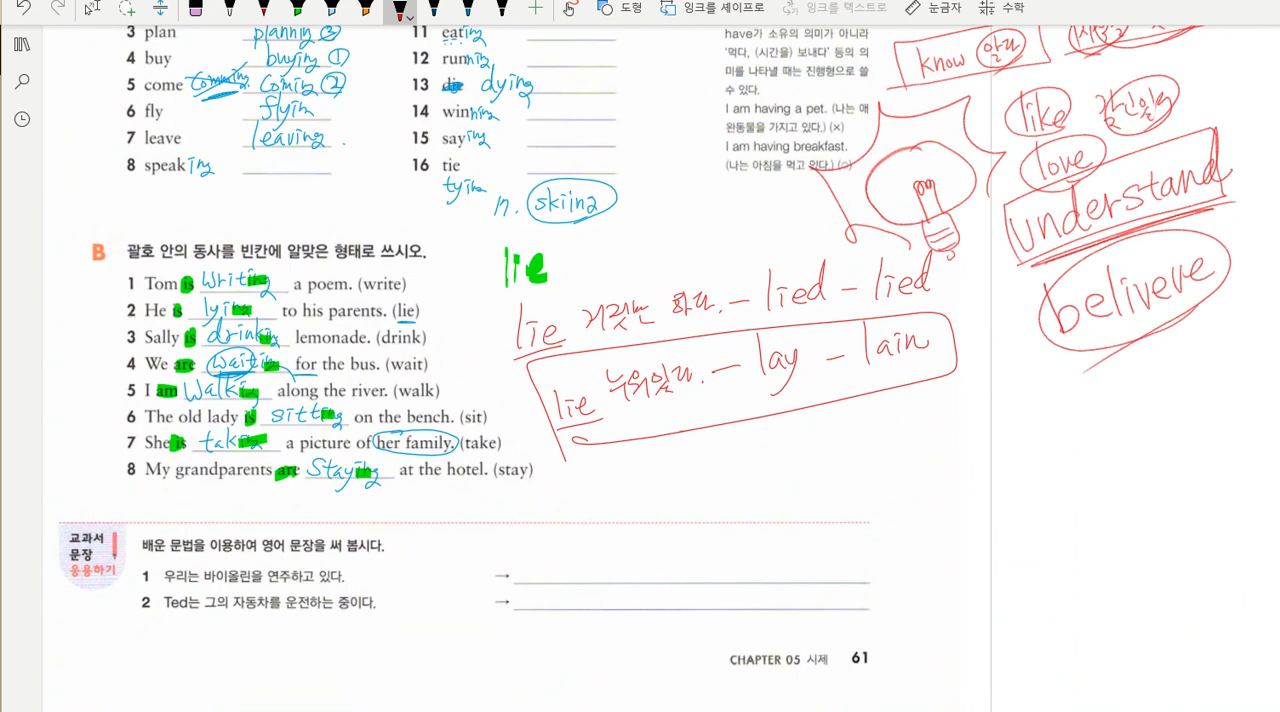 도형 잉크를 셰이프로 잉크를 텍스트로 눈금자 수학
3 plan planning ③
4 buy buying ①
5 come comming coming ②
6 fly flying
7 leave leaving
8 speaking
11 eating
12 running
13 die dying
14 winning
15 saying
16 tie
tying
n. skiing
have가 소유의 의미가 아니라
'먹다, (시간을) 보내다' 등의 의
미를 나타낼 때는 진행형으로 쓸
수 있다.
I am having a pet. (나는 애
완동물을 가지고 있다.) (×)
I am having breakfast.
(나는 아침을 먹고 있다.) (○)
know 알다
like
love
understand
beliveve
B 괄호 안의 동사를 빈칸에 알맞은 형태로 쓰시오.
1 Tom is writing a poem. (write)
2 He is lying to his parents. (lie)
3 Sally is drinking lemonade. (drink)
4 We are waiting for the bus. (wait)
5 I am walking along the river. (walk)
6 The old lady is sitting on the bench. (sit)
7 She is taking a picture of her family. (take)
8 My grandparents are staying at the hotel. (stay)
lie
lie 거짓말 하다. – lied – lied
lie 누워있다. – lay – lain
교과서
문장
응용하기
배운 문법을 이용하여 영어 문장을 써 봅시다.
1 우리는 바이올린을 연주하고 있다. →
2 Ted는 그의 자동차를 운전하는 중이다. →
CHAPTER 05 시제 61